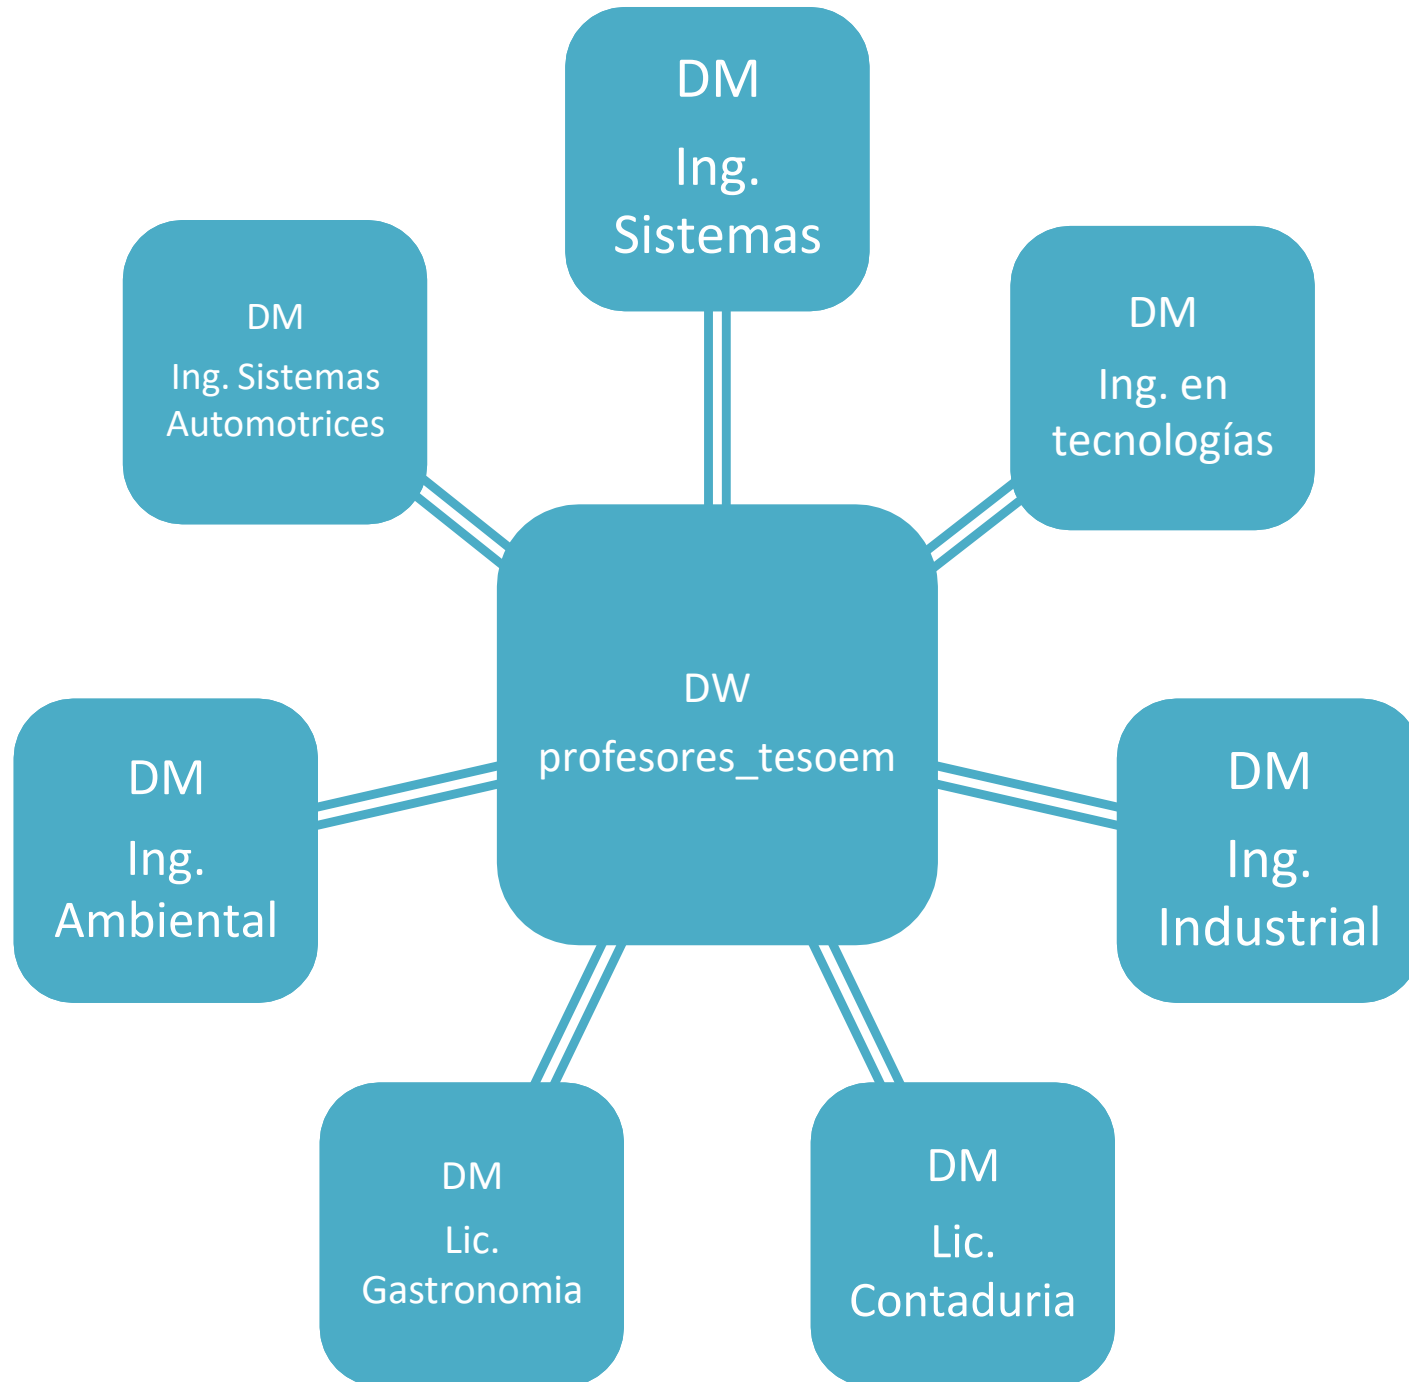 DM
Ing.
Sistemas
DM
Ing. Sistemas
Automotrices
DM
Ing. en
tecnologías
DW
profesores_tesoem
DM
Ing.
Ambiental
DM
Ing.
Industrial
DM
Lic.
Gastronomia
DM
Lic.
Contaduria